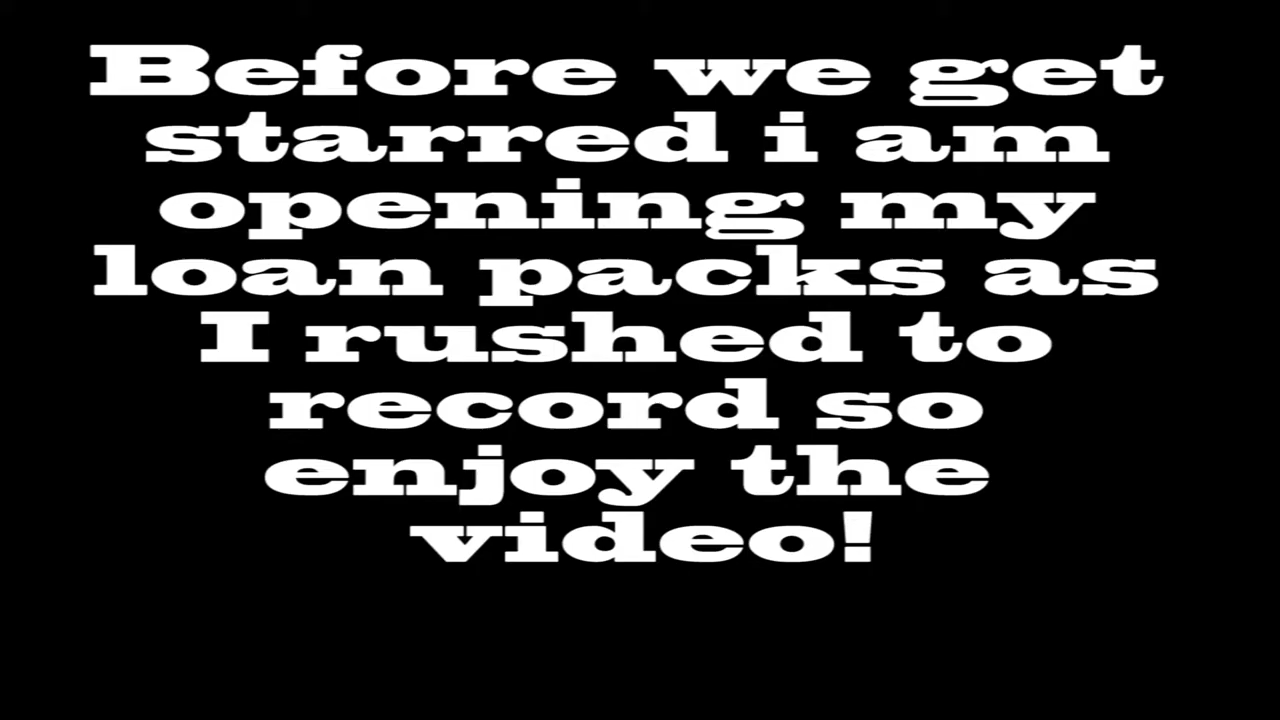 Before we get
starred i am
opening my
loan packs as
I rushed to
record so
enjoy the
video!